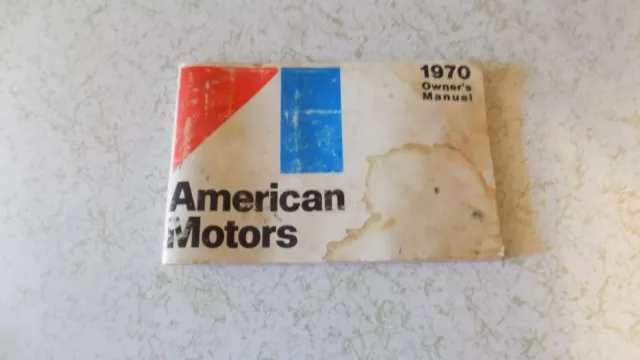 1970
Owner's
Manual
American
Motors